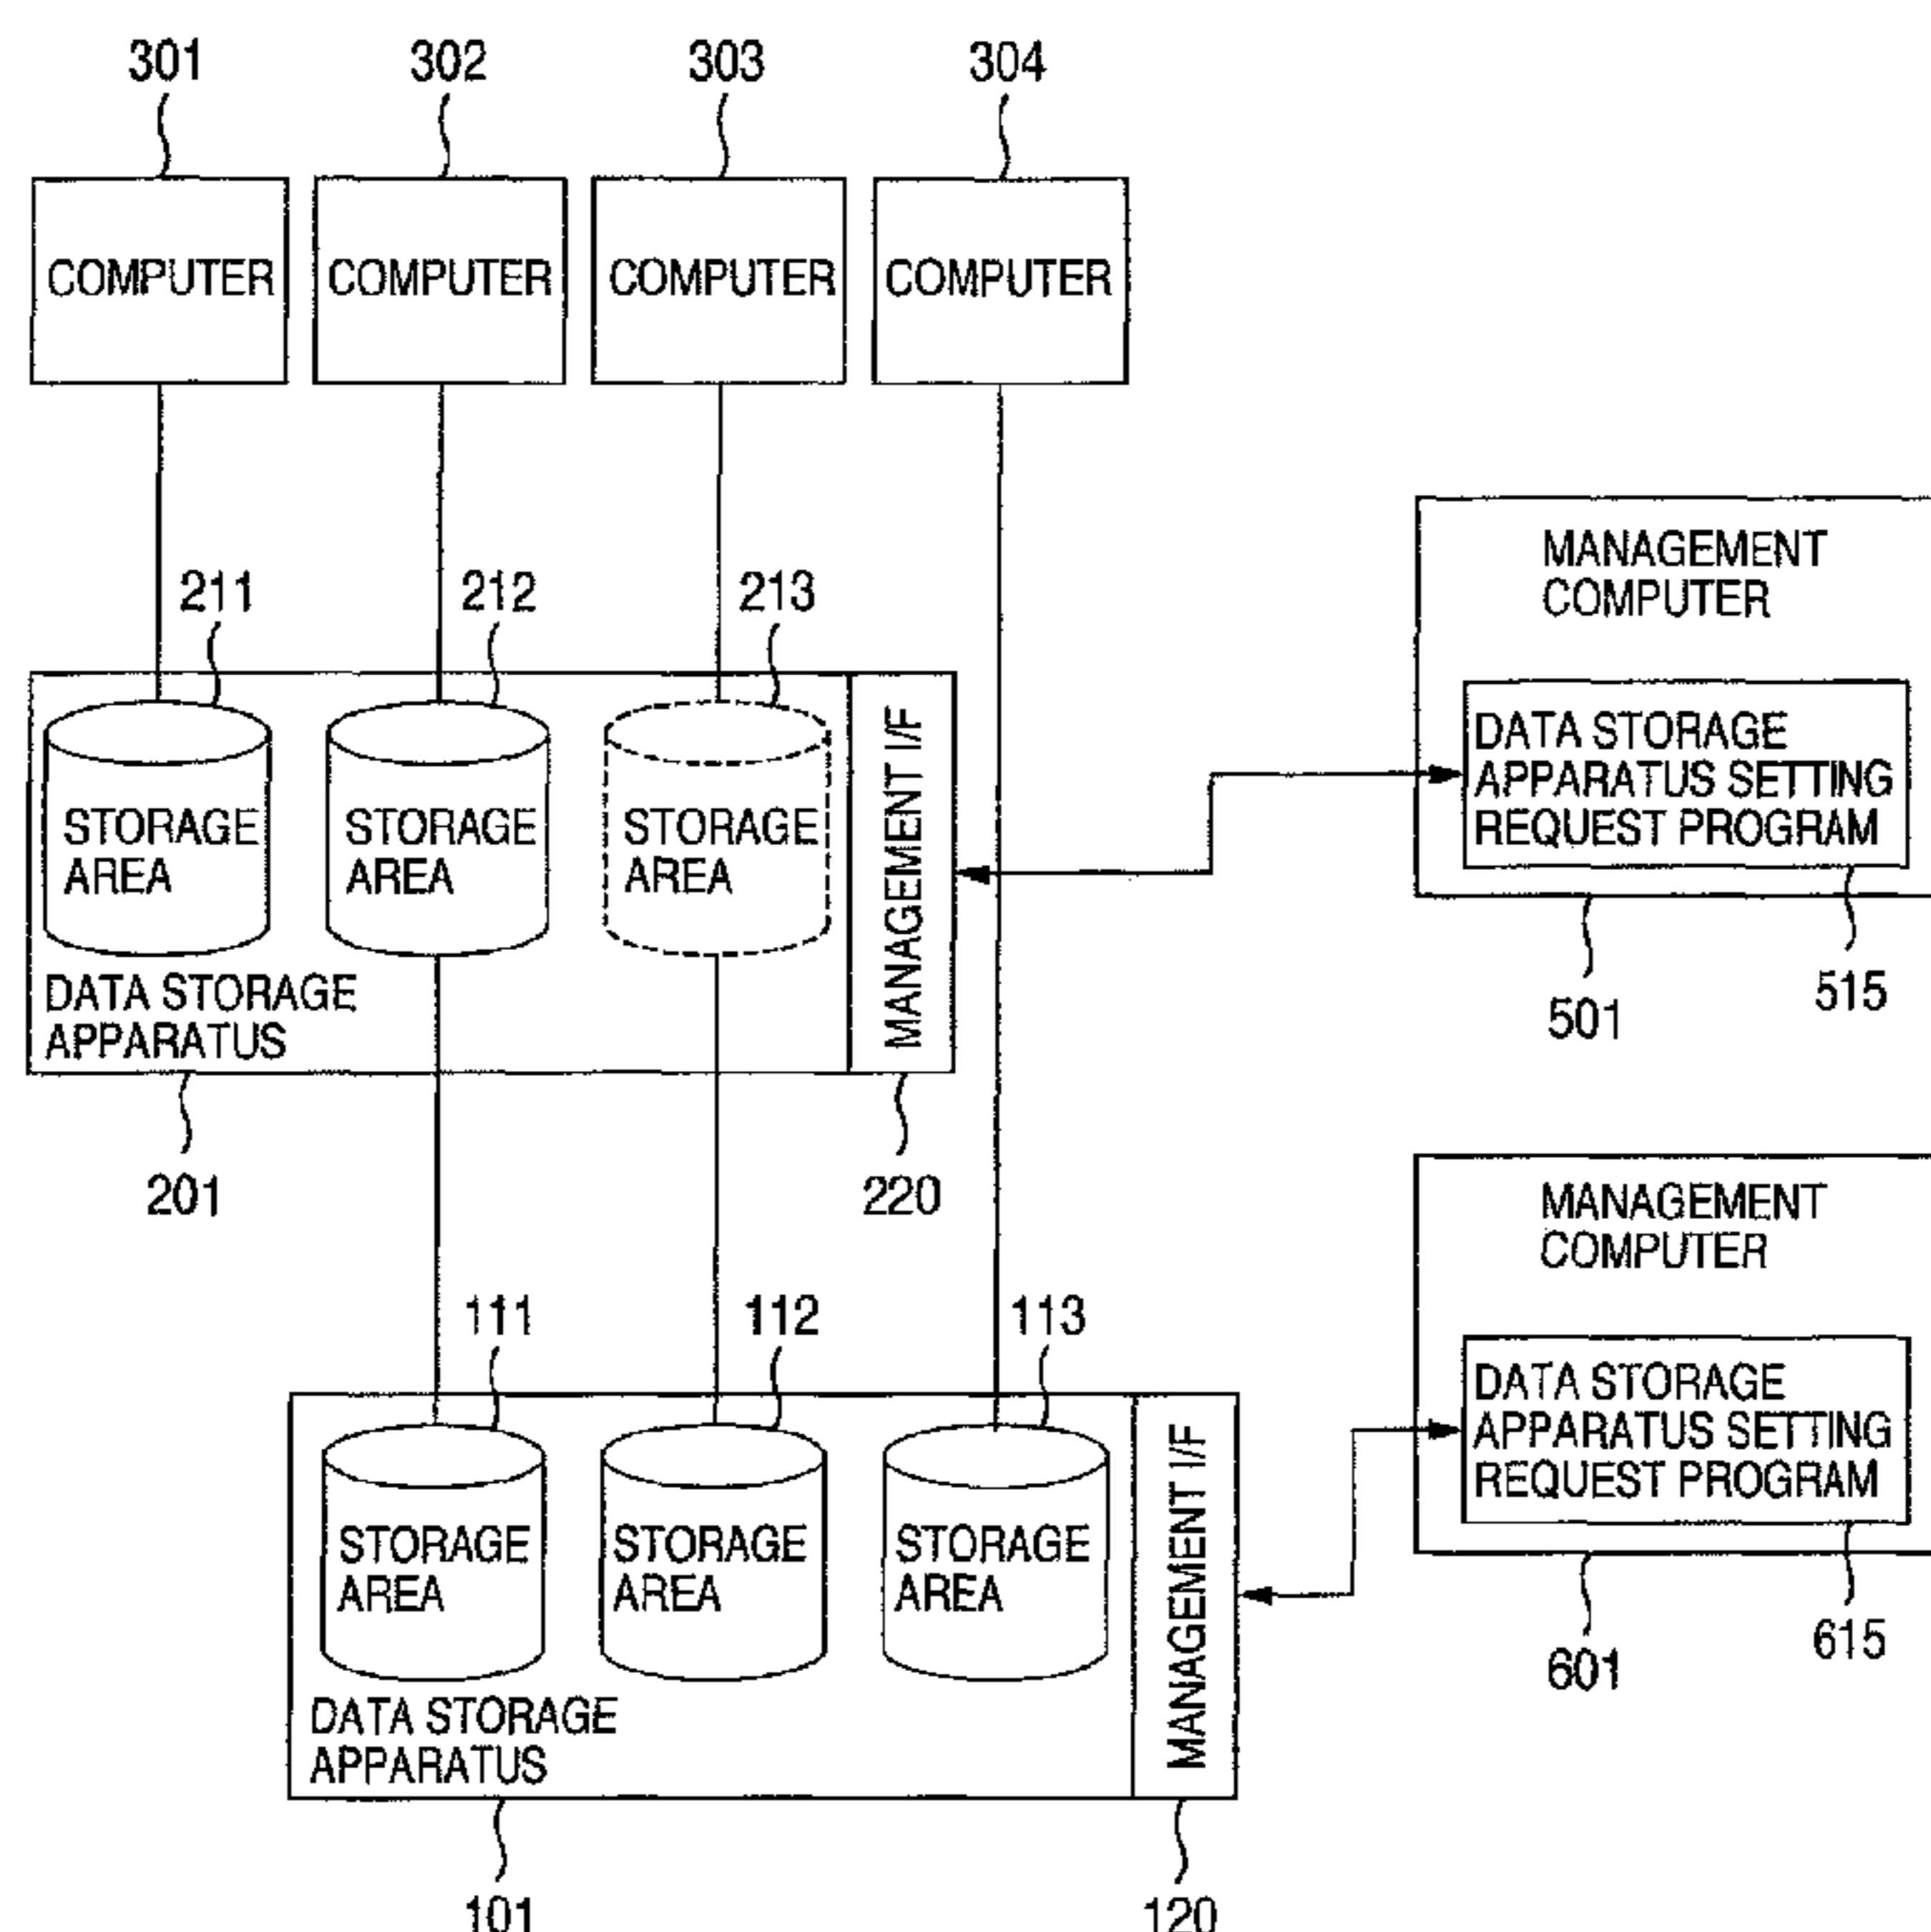 301
302
303
304
COMPUTER
COMPUTER
COMPUTER
COMPUTER
211
212
213
STORAGE
AREA
STORAGE
AREA
STORAGE
AREA
MANAGEMENT I/F
DATA STORAGE
APPARATUS
201
220
MANAGEMENT
COMPUTER
DATA STORAGE
APPARATUS SETTING
REQUEST PROGRAM
501
515
111
112
113
STORAGE
AREA
STORAGE
AREA
STORAGE
AREA
MANAGEMENT I/F
DATA STORAGE
APPARATUS
101
120
MANAGEMENT
COMPUTER
DATA STORAGE
APPARATUS SETTING
REQUEST PROGRAM
601
615